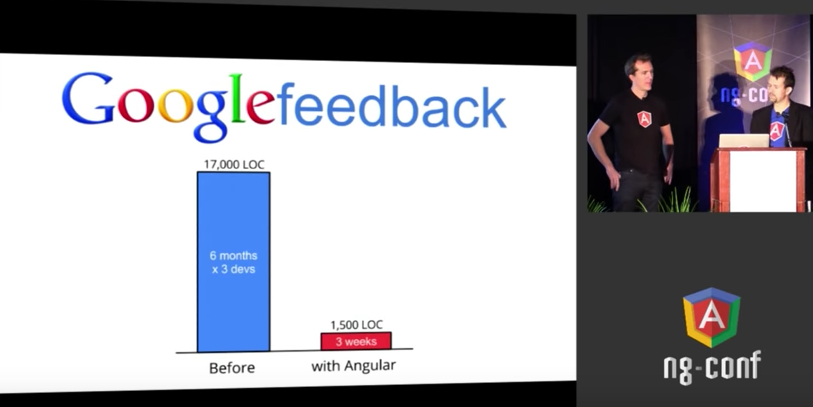 Google feedback
17,000 LOC
6 months
x 3 devs
Before
1,500 LOC
3 weeks
with Angular
A
ng-co
A
A
A
ng-conf